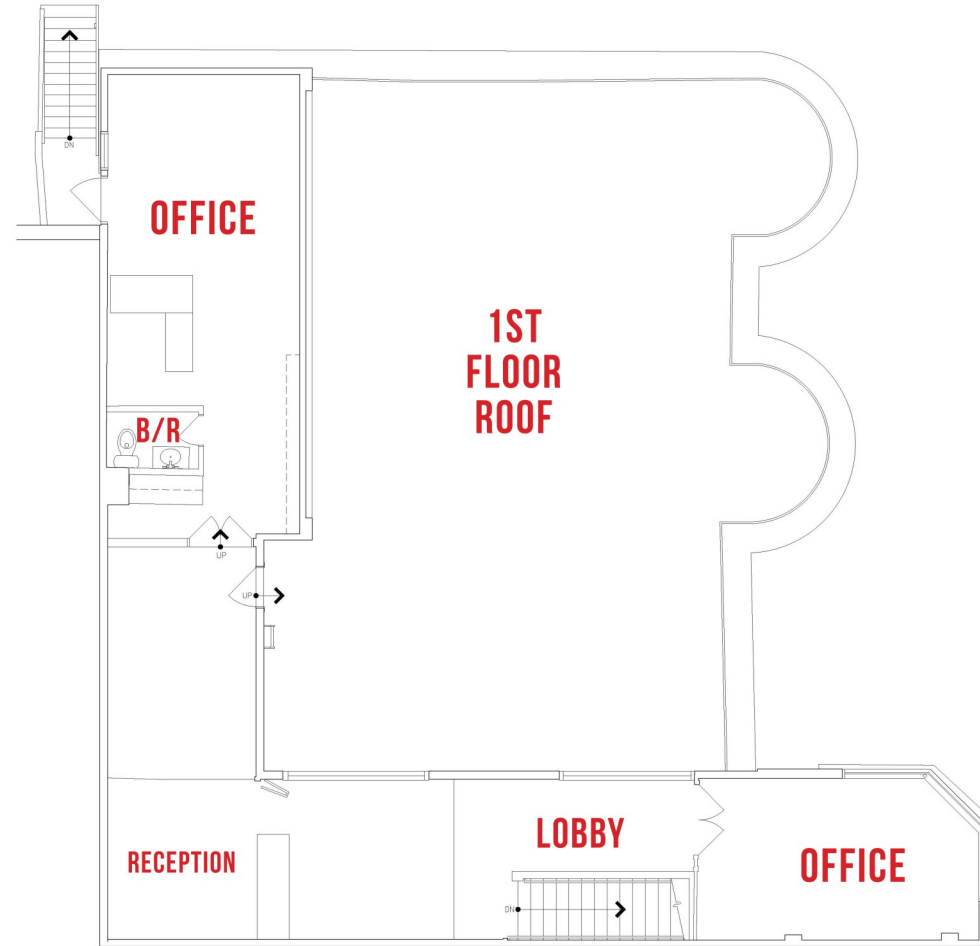 DN
OFFICE
1ST
FLOOR
ROOF
B/R
UP
UP
LOBBY
RECEPTION
OFFICE
DN